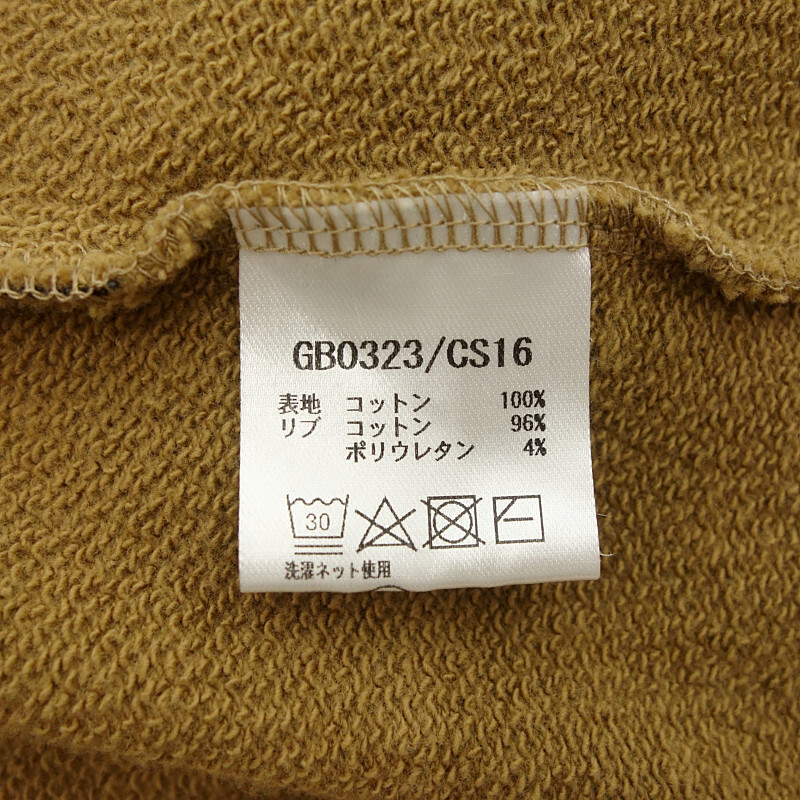 GB0323/CS16
表地 コットン 100%
リブ コットン 96%
ポリウレタン 4%
30
洗濯ネット使用